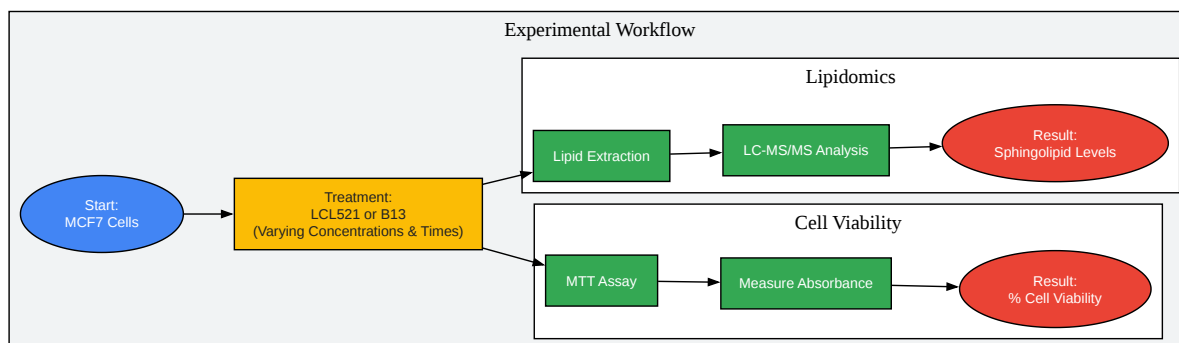 Experimental Workflow
Lipidomics
Lipid Extraction
LC-MS/MS Analysis
Result:
Sphingolipid Levels
Start:
MCF7 Cells
Treatment:
LCL521 or B13
(Varying Concentrations & Times)
Cell Viability
MTT Assay
Measure Absorbance
Result:
% Cell Viability